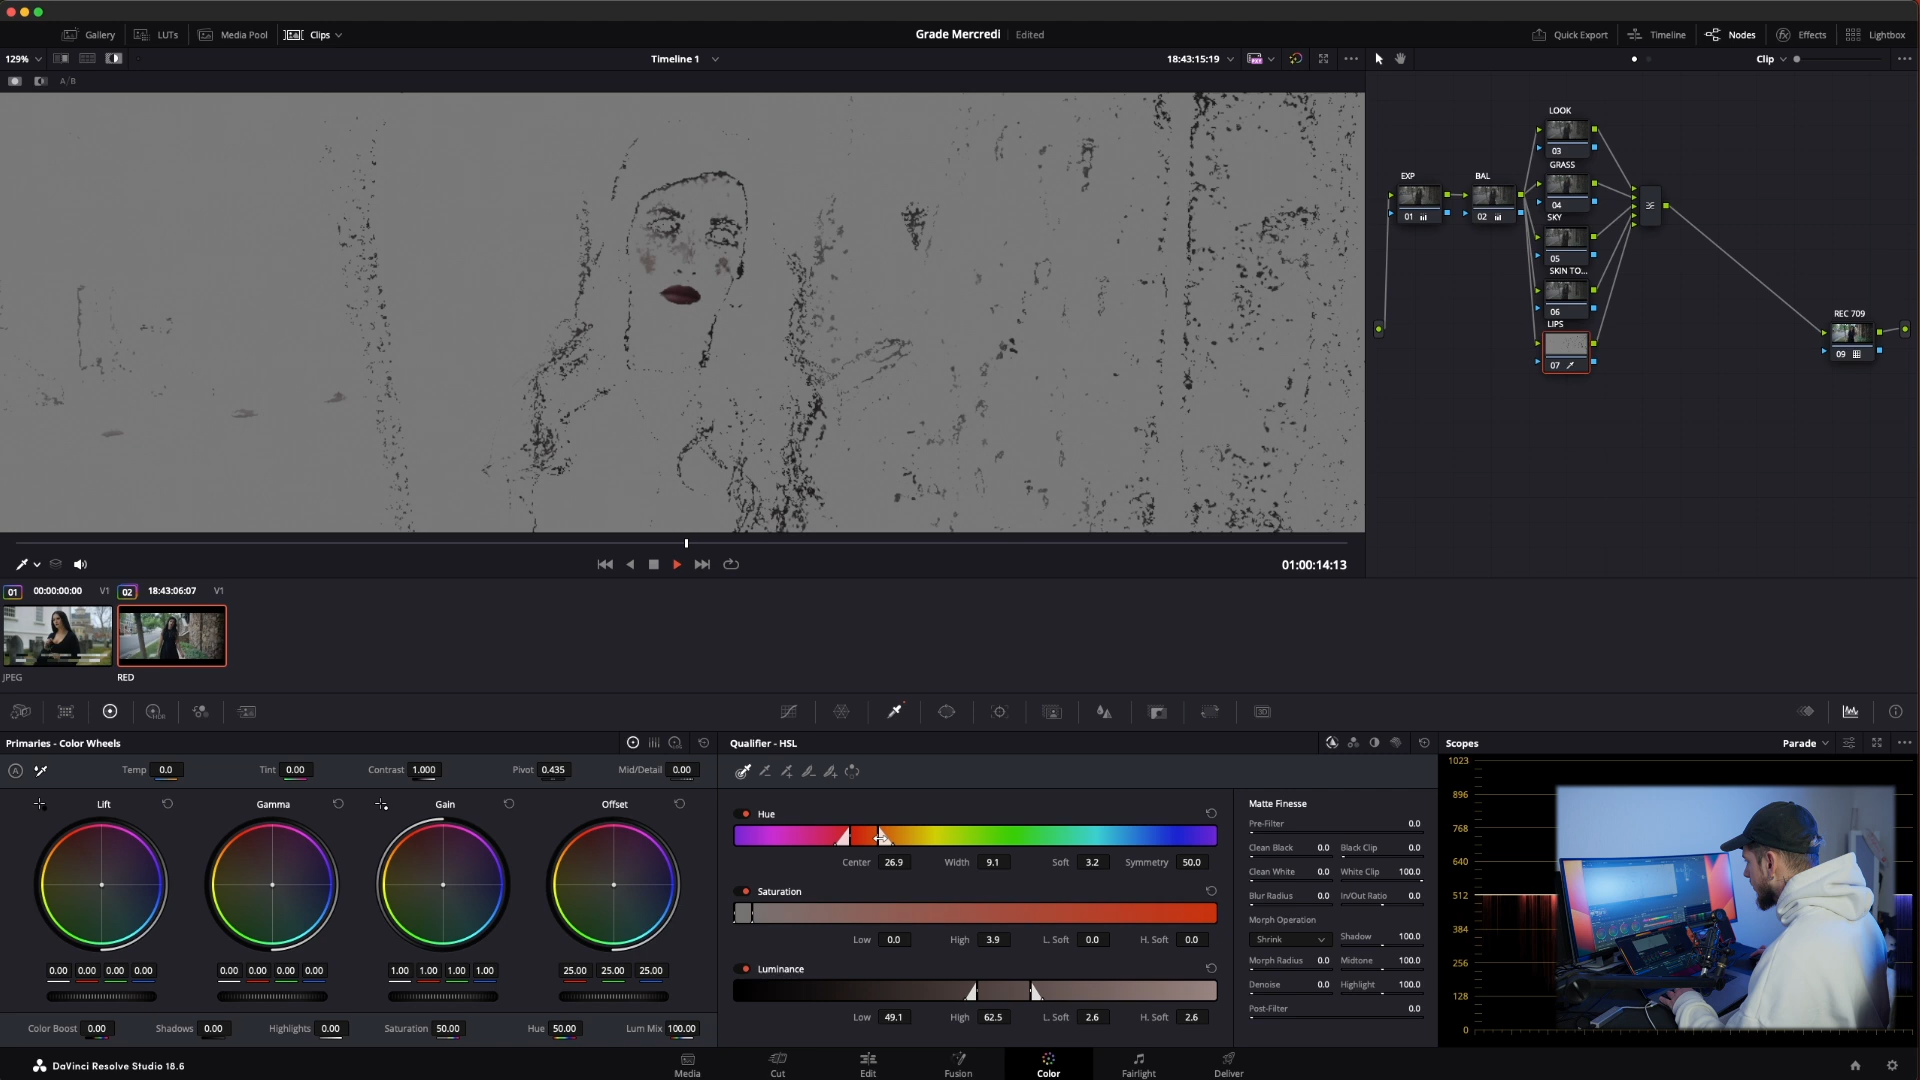 Gallery LUTs Media Pool Clips Grade Mercredi Edited Quick Export Timeline Nodes Effects Lightbox
129% Timeline 1 18:43:15:19 Clip
A/B
LOOK
03
GRASS
EXP BAL
04
01 02
SKY
05
SKIN TO...
06
REC 709
LIPS
09
07
01:00:14:13
01 00:00:00:00 V1 02 18:43:06:07 V1
JPEG RED
HDR
3D
Primaries - Color Wheels Qualifier - HSL Scopes Parade
A Temp 0.0 Tint 0.00 Contrast 1.000 Pivot 0.435 Mid/Detail 0.00
Lift Gamma Gain Offset
0.00 0.00 0.00 0.00 0.00 0.00 0.00 0.00 1.00 1.00 1.00 1.00 25.00 25.00 25.00
Color Boost 0.00 Shadows 0.00 Highlights 0.00 Saturation 50.00 Hue 50.00 Lum Mix 100.00
Hue
Center 26.9 Width 9.1 Soft 3.2 Symmetry 50.0
Saturation
Low 0.0 High 3.9 L. Soft 0.0 H. Soft 0.0
Luminance
Low 49.1 High 62.5 L. Soft 2.6 H. Soft 2.6
Matte Finesse
Pre-Filter 0.0
Clean Black 0.0 Black Clip 0.0
Clean White 0.0 White Clip 100.0
Blur Radius 0.0 In/Out Ratio 0.0
Morph Operation
Shrink Shadow 100.0
Morph Radius 0.0 Midtone 100.0
Denoise 0.0 Highlight 100.0
Post-Filter 0.0
1023
896
768
640
512
384
256
128
0
DaVinci Resolve Studio 18.6 Media Cut Edit Fusion Color Fairlight Deliver